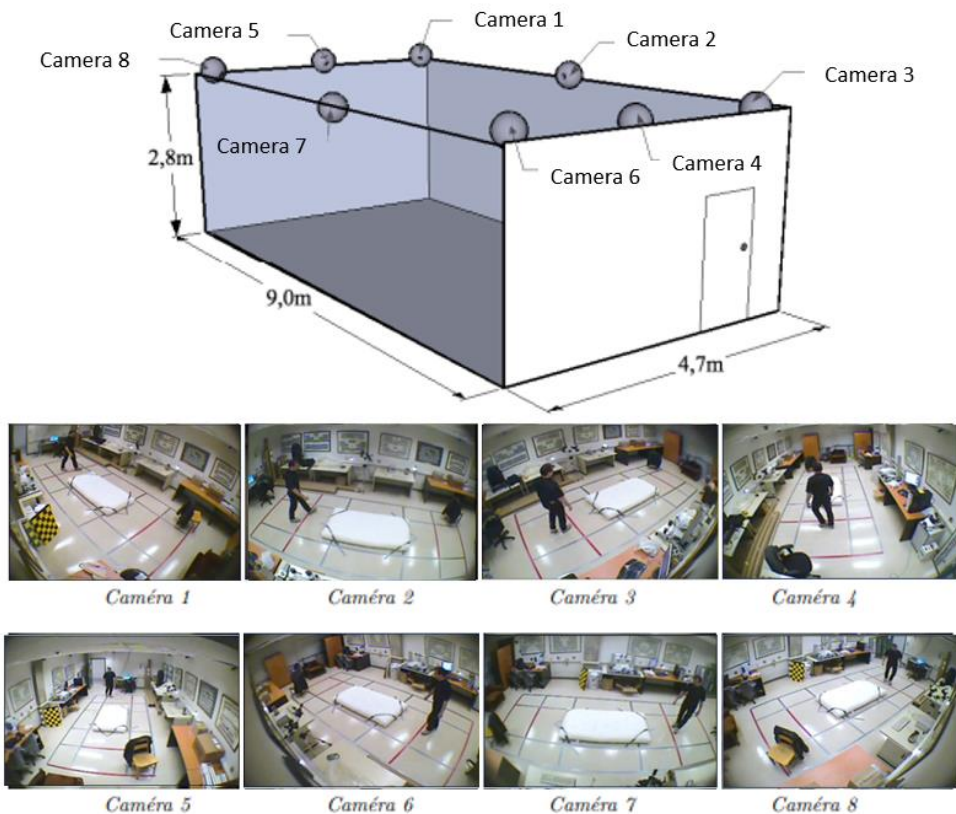 Camera 1
Camera 5
Camera 2
Camera 8
Camera 3
Camera 7
Camera 6
Camera 4
2,8m
9,0m
4,7m
Caméra 1
Caméra 2
Caméra 3
Caméra 4
Caméra 5
Caméra 6
Caméra 7
Caméra 8